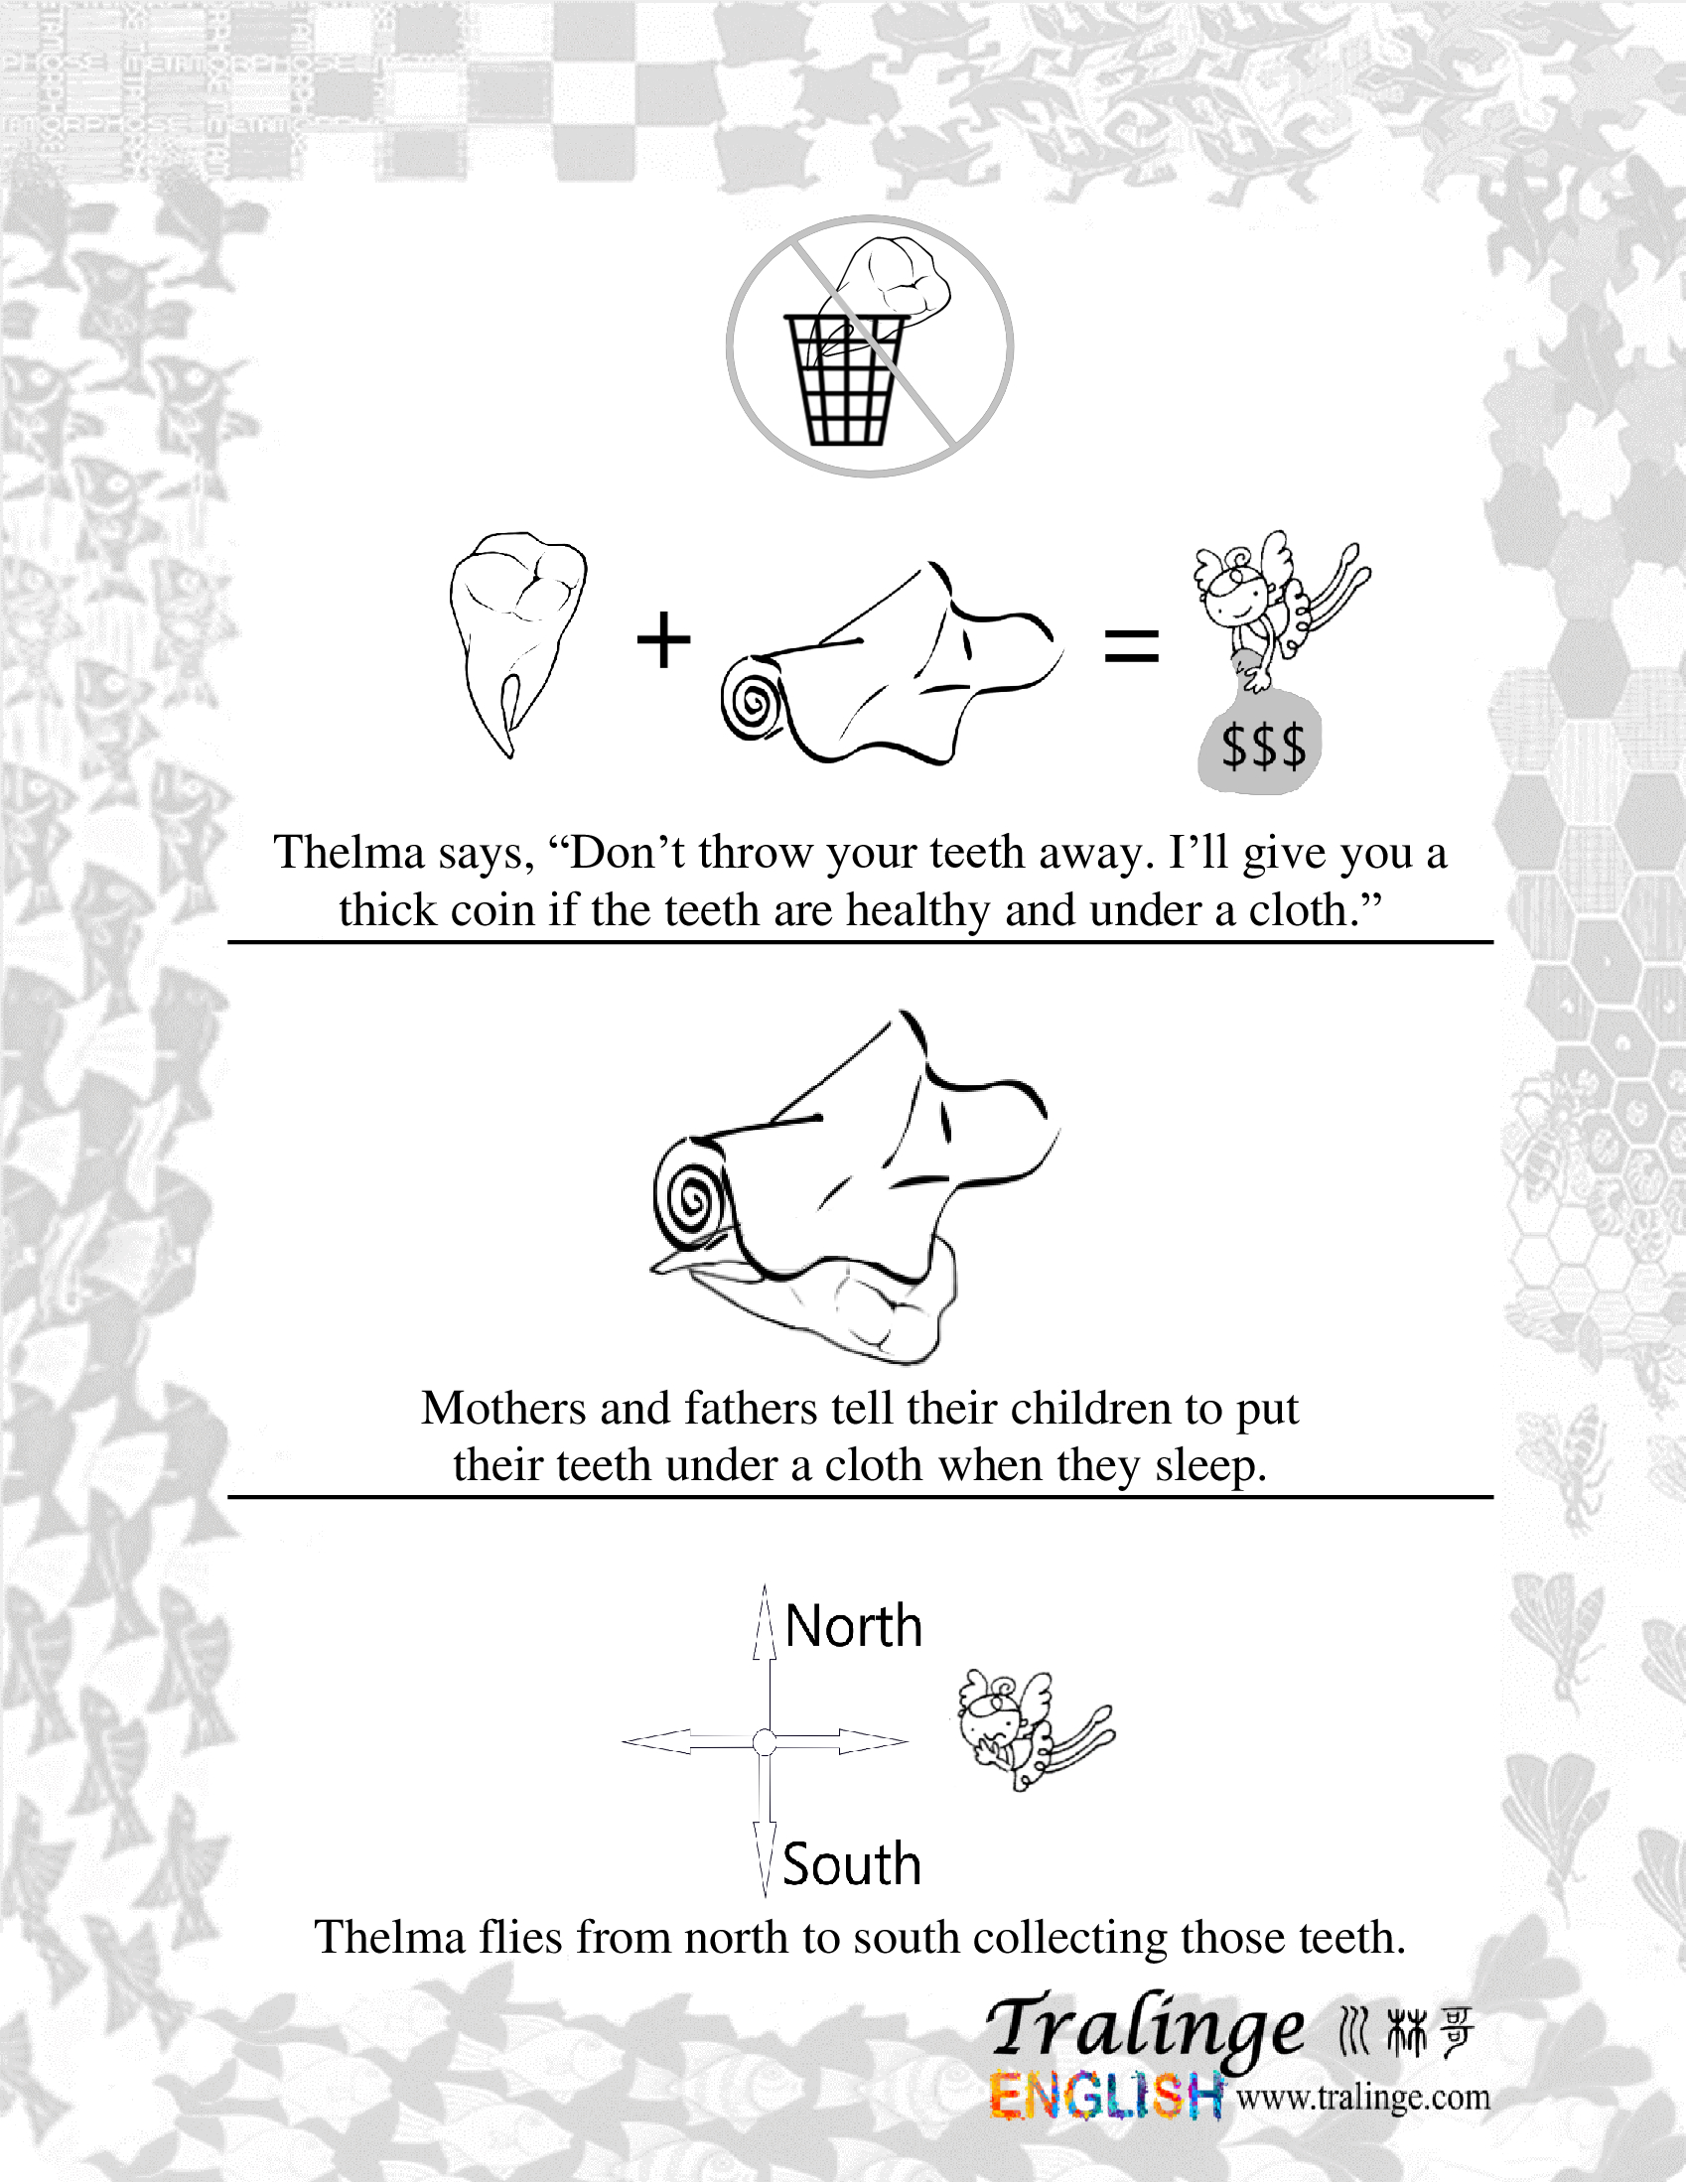 METAMORPHOSE
+
=
$$$
Thelma says, “Don’t throw your teeth away. I’ll give you a
thick coin if the teeth are healthy and under a cloth.”
Mothers and fathers tell their children to put
their teeth under a cloth when they sleep.
North
South
Thelma flies from north to south collecting those teeth.
Tralinge 川林哥
ENGLISH www.tralinge.com